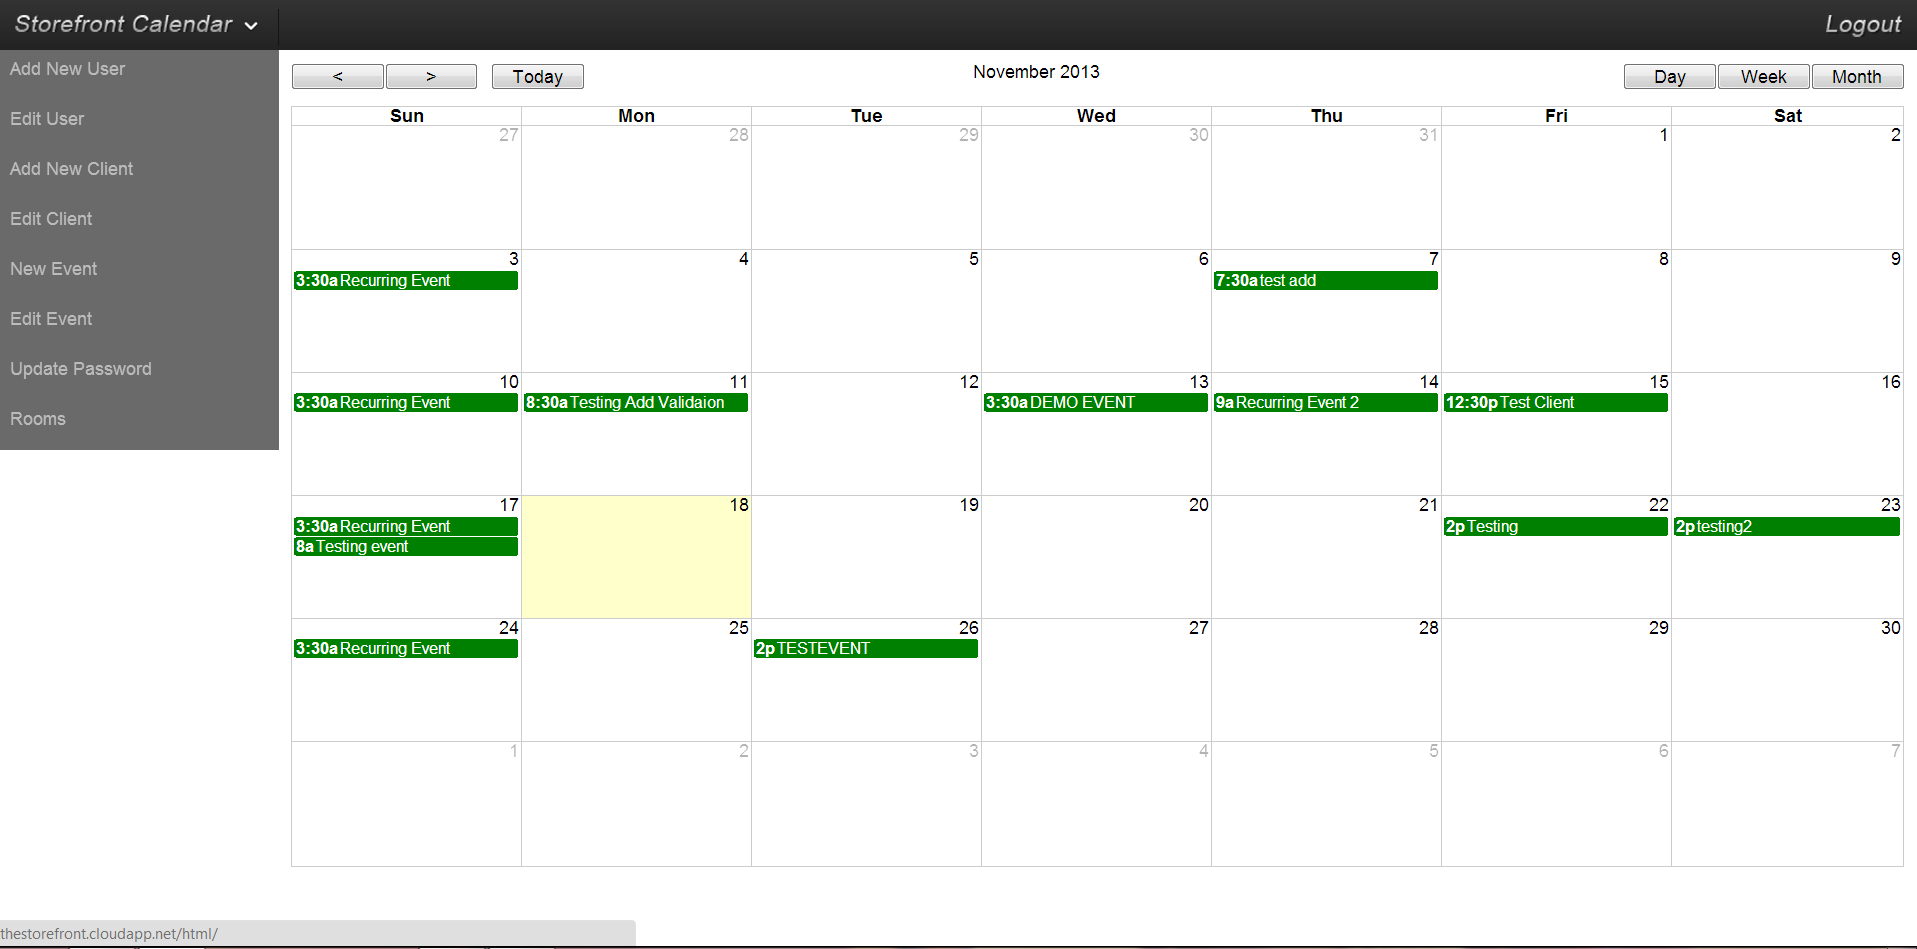 Storefront Calendar
Logout
Add New User
Edit User
Add New Client
Edit Client
New Event
Edit Event
Update Password
Rooms
< > Today
November 2013
Day Week Month
Sun Mon Tue Wed Thu Fri Sat
27 28 29 30 31 1 2
3 4 5 6 7 8 9
3:30a Recurring Event
7:30a test add
10 11 12 13 14 15 16
3:30a Recurring Event
8:30a Testing Add Validaion
3:30a DEMO EVENT
9a Recurring Event 2
12:30p Test Client
17 18 19 20 21 22 23
3:30a Recurring Event
2p Testing
2p testing2
8a Testing event
24 25 26 27 28 29 30
3:30a Recurring Event
2p TESTEVENT
1 2 3 4 5 6 7
thestorefront.cloudapp.net/html/